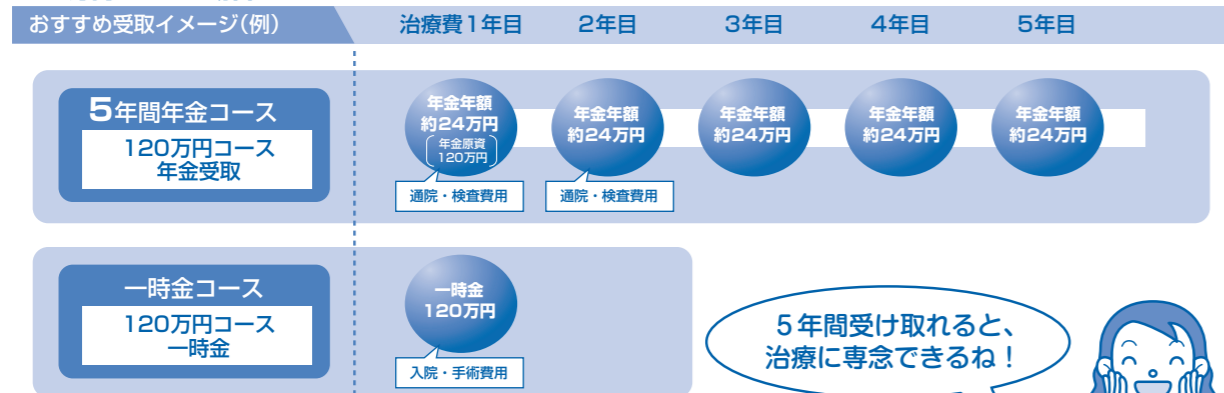 おすすめ受取イメージ（例）
治療費1年目
2年目
3年目
4年目
5年目
5年間年金コース
120万円コース
年金受取
年金年額
約24万円
年金原資
120万円
通院・検査費用
年金年額
約24万円
通院・検査費用
年金年額
約24万円
年金年額
約24万円
年金年額
約24万円
一時金コース
120万円コース
一時金
一時金
120万円
入院・手術費用
5年間受け取れると、
治療に専念できるね！